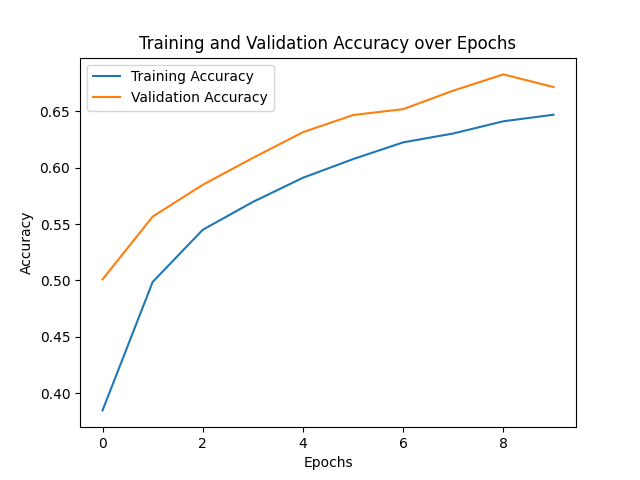 Training and Validation Accuracy over Epochs
Training Accuracy
Validation Accuracy
Accuracy
0.65
0.60
0.55
0.50
0.45
0.40
0 2 4 6 8
Epochs